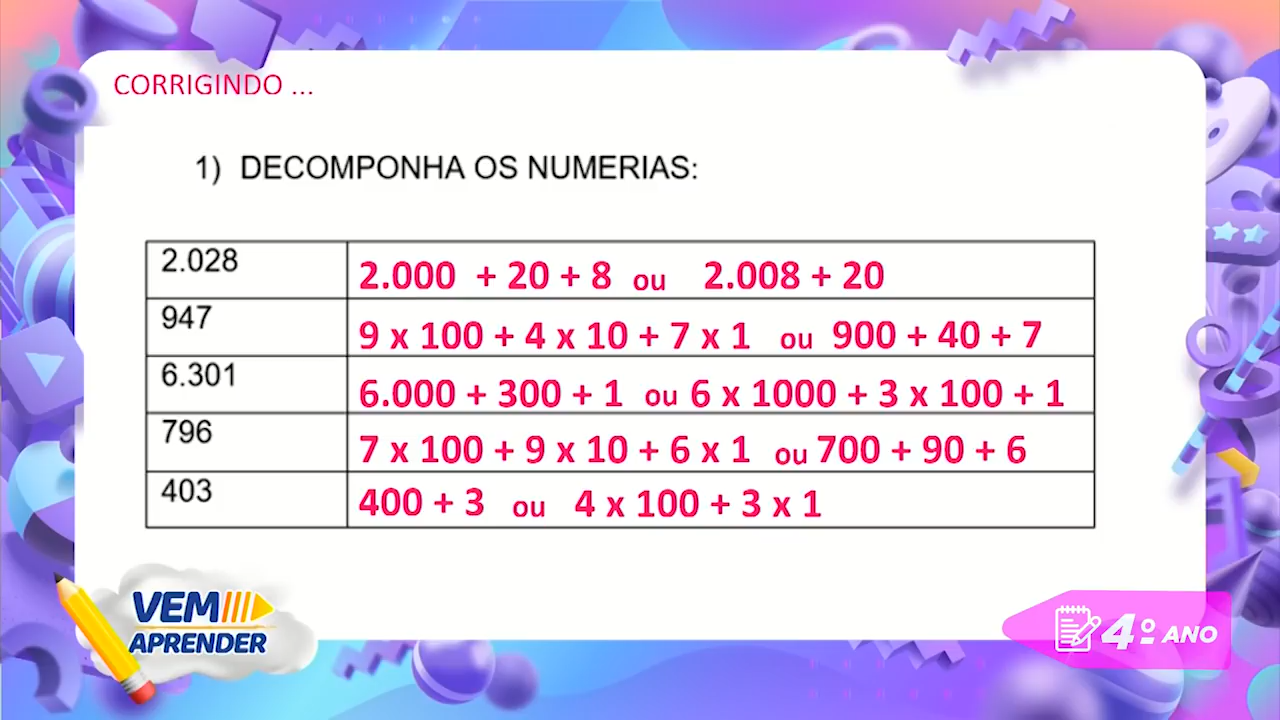 CORRIGINDO ...
1) DECOMPONHA OS NUMERIAS:
2.028 2.000 + 20 + 8 ou 2.008 + 20
947 9 x 100 + 4 x 10 + 7 x 1 ou 900 + 40 + 7
6.301 6.000 + 300 + 1 ou 6 x 1000 + 3 x 100 + 1
796 7 x 100 + 9 x 10 + 6 x 1 ou 700 + 90 + 6
403 400 + 3 ou 4 x 100 + 3 x 1
VEM
APRENDER
4º ANO